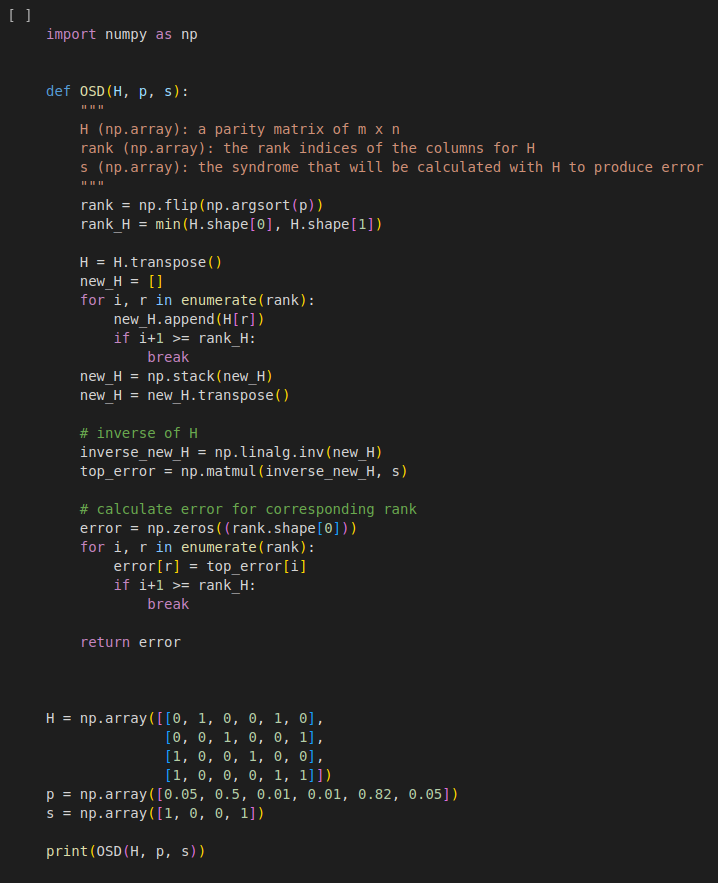 [ ]
import numpy as np
def OSD(H, p, s):
"""
H (np.array): a parity matrix of m x n
rank (np.array): the rank indices of the columns for H
s (np.array): the syndrome that will be calculated with H to produce error
"""
rank = np.flip(np.argsort(p))
rank_H = min(H.shape[0], H.shape[1])
H = H.transpose()
new_H = []
for i, r in enumerate(rank):
new_H.append(H[r])
if i+1 >= rank_H:
break
new_H = np.stack(new_H)
new_H = new_H.transpose()
# inverse of H
inverse_new_H = np.linalg.inv(new_H)
top_error = np.matmul(inverse_new_H, s)
# calculate error for corresponding rank
error = np.zeros((rank.shape[0]))
for i, r in enumerate(rank):
error[r] = top_error[i]
if i+1 >= rank_H:
break
return error
H = np.array([[0, 1, 0, 0, 1, 0],
[0, 0, 1, 0, 0, 1],
[1, 0, 0, 1, 0, 0],
[1, 0, 0, 0, 1, 1]])
p = np.array([0.05, 0.5, 0.01, 0.01, 0.82, 0.05])
s = np.array([1, 0, 0, 1])
print(OSD(H, p, s))